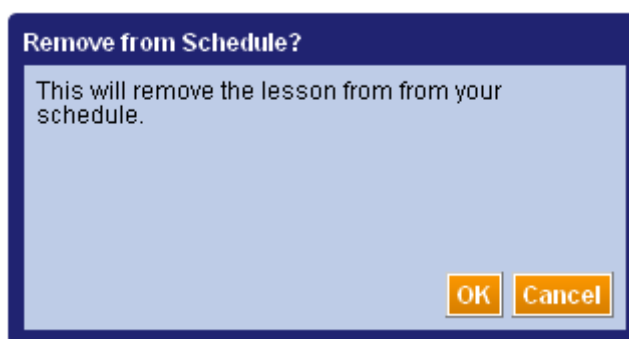 Remove from Schedule?
This will remove the lesson from from your
schedule.
OK Cancel